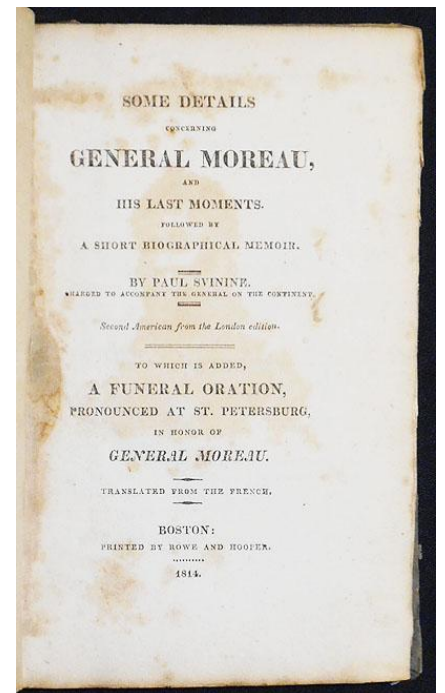 SOME DETAILS
CONCERNING
GENERAL MOREAU,
AND
HIS LAST MOMENTS.
FOLLOWED BY
A SHORT BIOGRAPHICAL MEMOIR.
BY PAUL SVININE.
CHARGED TO ACCOMPANY THE GENERAL ON THE CONTINENT.
Second American from the London edition.
TO WHICH IS ADDED,
A FUNERAL ORATION,
PRONOUNCED AT ST. PETERSBURG,
IN HONOR OF
GENERAL MOREAU.
TRANSLATED FROM THE FRENCH.
BOSTON:
PRINTED BY ROWE AND HOOPER.
1814.